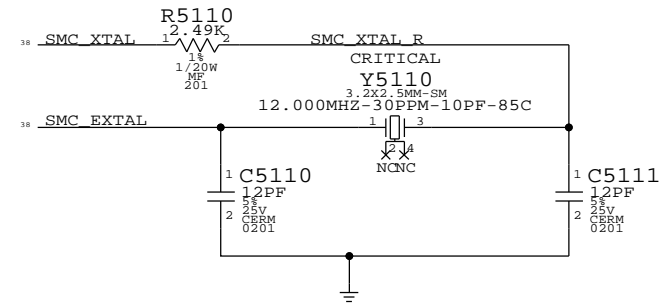 R5110
2.49K
38 SMC_XTAL 1 2 SMC_XTAL_R
1%
1/20W
MF
201
CRITICAL
Y5110
3.2X2.5MM-SM
12.000MHZ-30PPM-10PF-85C
38 SMC_EXTAL 1 3
2 4
NC NC
1 C5110
12PF
5%
2 25V
CERM
0201
1 C5111
12PF
5%
2 25V
CERM
0201